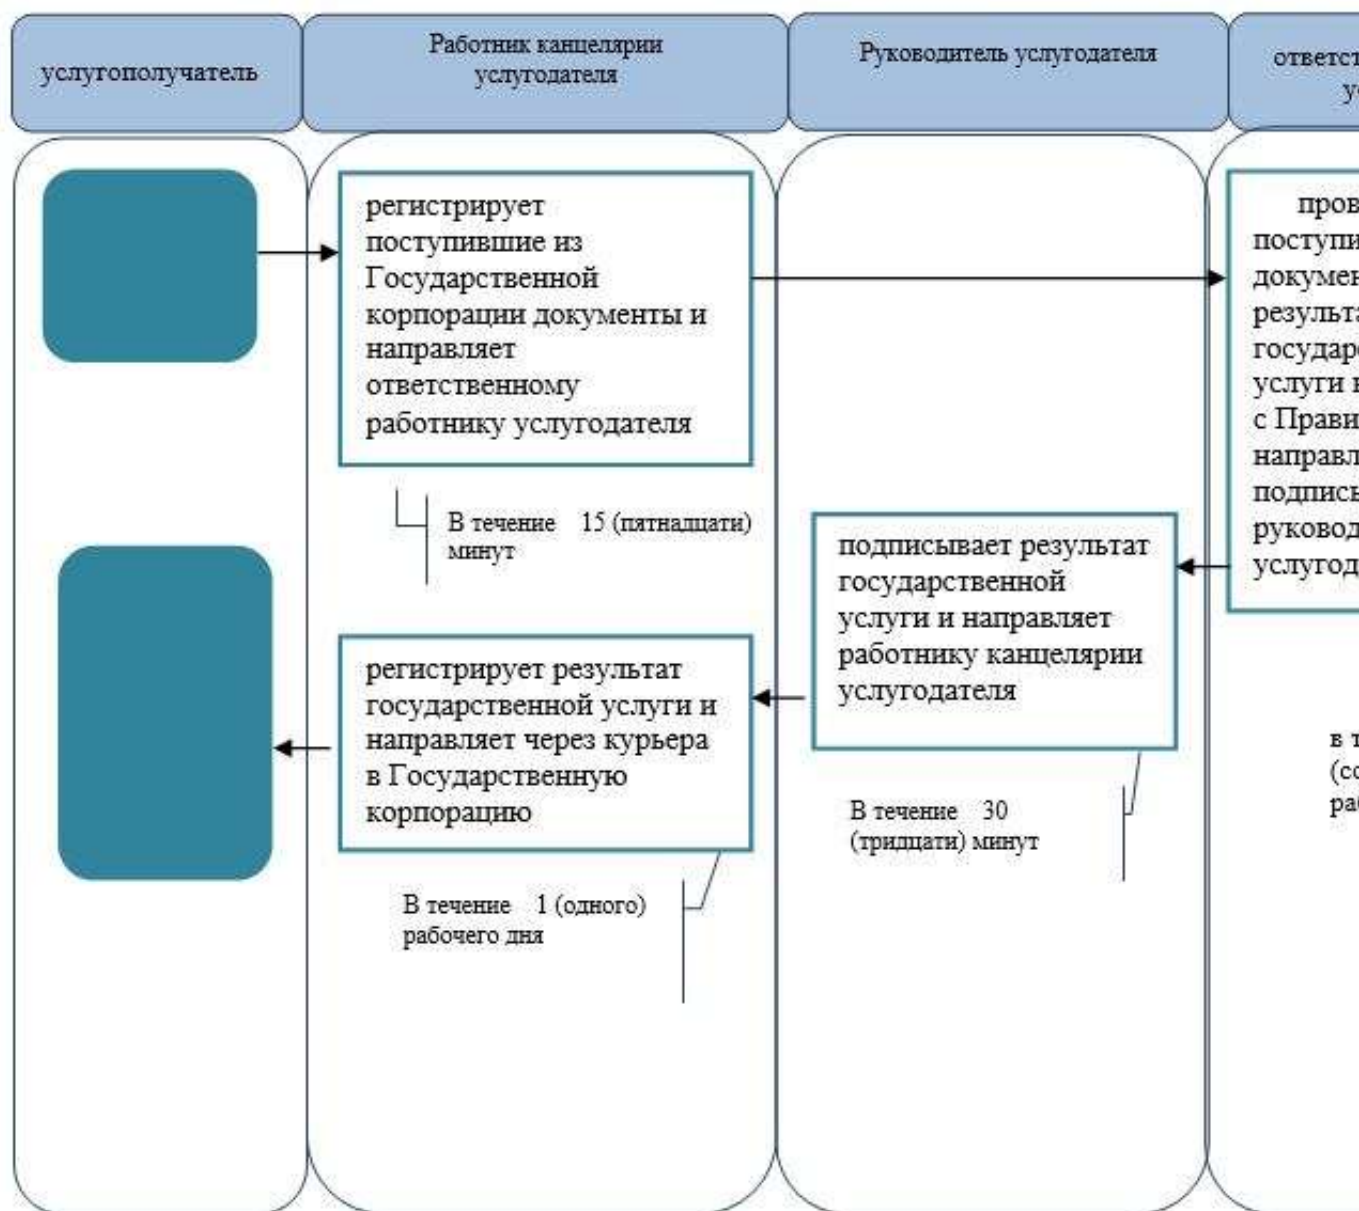 услугополучатель
Работник канцелярии
услугодателя
Руководитель услугодателя
регистрирует
поступившие из
Государственной
корпорации документы и
направляет
ответственному
работнику услугодателя
В течение 15 (пятнадцати)
минут
регистрирует результат
государственной услуги и
направляет через курьера
в Государственную
корпорацию
В течение 1 (одного)
рабочего дня
подписывает результат
государственной
услуги и направляет
работнику канцелярии
услугодателя
В течение 30
(тридцати) минут
услуги
с